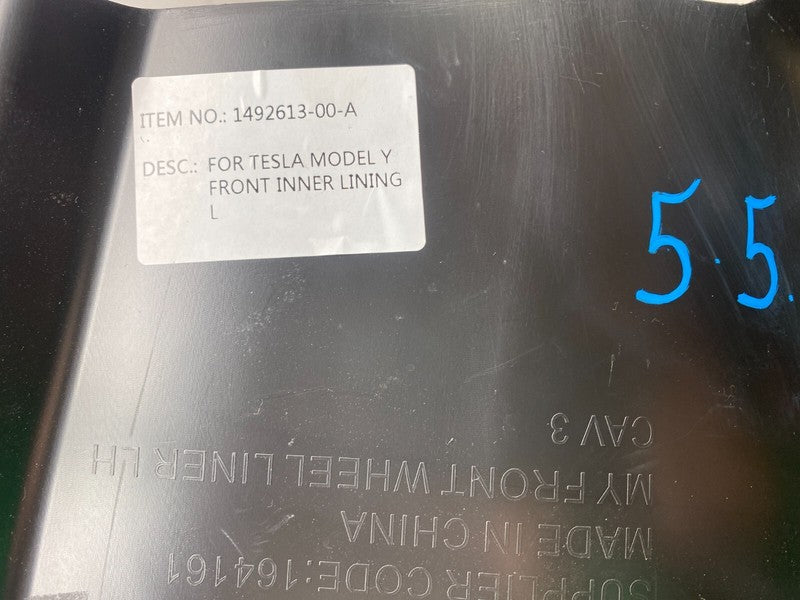 ITEM NO.: 1492613-00-A
DESC.: FOR TESLA MODEL Y
FRONT INNER LINING
L
5.5.
SUPPLIER CODE:164161
MADE IN CHINA
MY FRONT WHEEL LINER LH
CAV 3